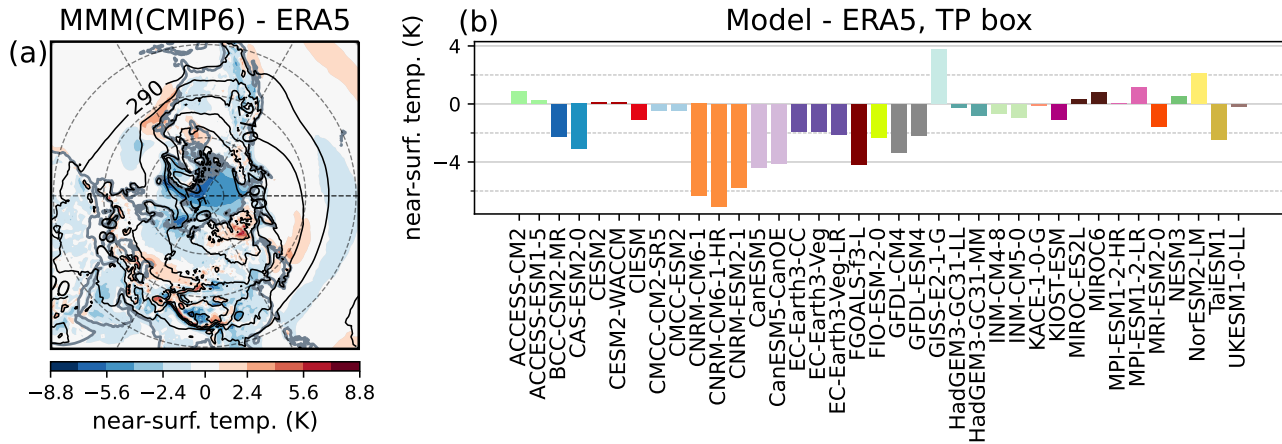 MMM(CMIP6) - ERA5
(a)
290
−8.8 −5.6 −2.4 0 2.4 5.6 8.8
near-surf. temp. (K)
(b)
Model - ERA5, TP box
near-surf. temp. (K)
4
0
−4
ACCESS-CM2
ACCESS-ESM1-5
BCC-CSM2-MR
CAS-ESM2-0
CESM2
CESM2-WACCM
CIESM
CMCC-CM2-SR5
CMCC-ESM2
CNRM-CM6-1
CNRM-CM6-1-HR
CNRM-ESM2-1
CanESM5
CanESM5-CanOE
EC-Earth3-CC
EC-Earth3-Veg
EC-Earth3-Veg-LR
FGOALS-f3-L
FIO-ESM-2-0
GFDL-CM4
GFDL-ESM4
GISS-E2-1-G
HadGEM3-GC31-LL
HadGEM3-GC31-MM
INM-CM4-8
INM-CM5-0
KACE-1-0-G
KIOST-ESM
MIROC-ES2L
MIROC6
MPI-ESM1-2-HR
MPI-ESM1-2-LR
MRI-ESM2-0
NESM3
NorESM2-LM
TaiESM1
UKESM1-0-LL